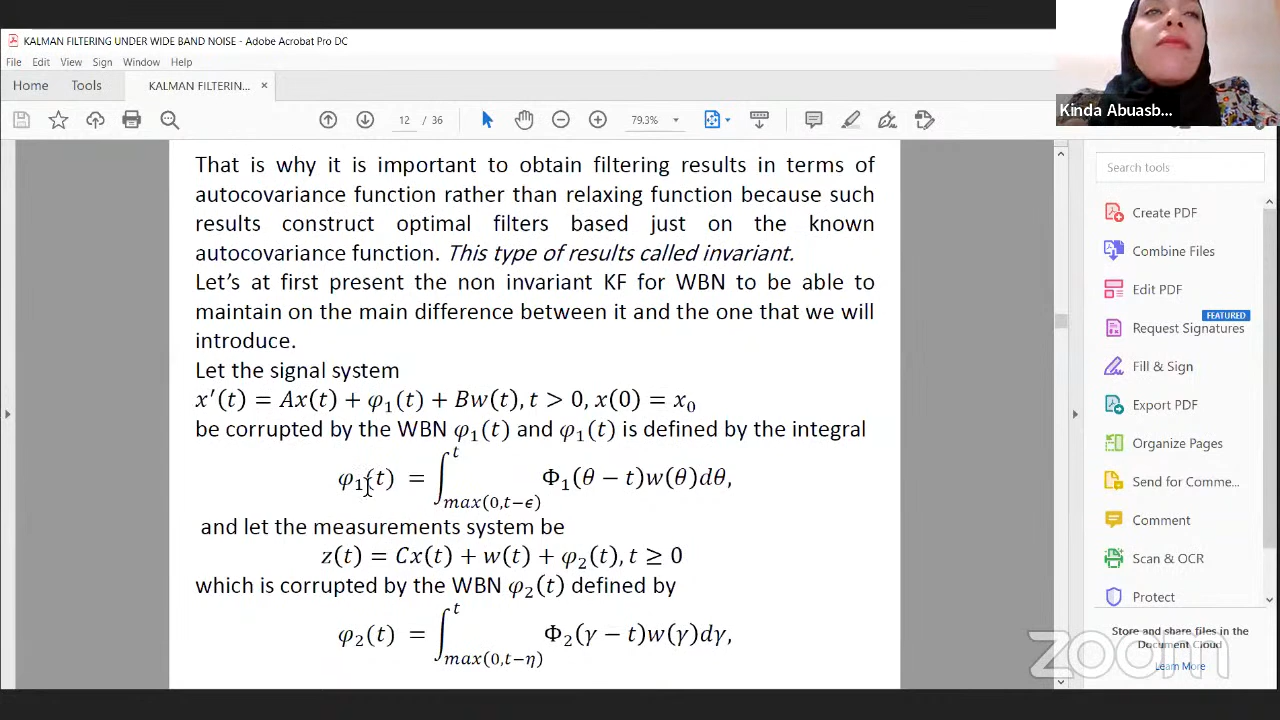 KALMAN FILTERING UNDER WIDE BAND NOISE - Adobe Acrobat Pro DC
File Edit View Sign Window Help
Home Tools KALMAN FILTERIN... ×
12 / 36 79.3%
Kinda Abuasb...
That is why it is important to obtain filtering results in terms of
autocovariance function rather than relaxing function because such
results construct optimal filters based just on the known
autocovariance function. This type of results called invariant.
Let's at first present the non invariant KF for WBN to be able to
maintain on the main difference between it and the one that we will
introduce.
Let the signal system
x′(t) = Ax(t) + φ₁(t) + Bw(t), t > 0, x(0) = x₀
be corrupted by the WBN φ₁(t) and φ₁(t) is defined by the integral
φ₁(t) = ∫_{max(0,t−ϵ)}^{t} Φ₁(θ − t)w(θ)dθ,
and let the measurements system be
z(t) = Cx(t) + w(t) + φ₂(t), t ≥ 0
which is corrupted by the WBN φ₂(t) defined by
φ₂(t) = ∫_{max(0,t−η)}^{t} Φ₂(γ − t)w(γ)dγ,
Search tools
Create PDF
Combine Files
Edit PDF
FEATURED
Request Signatures
Fill & Sign
Export PDF
Organize Pages
Send for Comme...
Comment
Scan & OCR
Protect
Store and share files in the
Document Cloud
Learn More
zoom